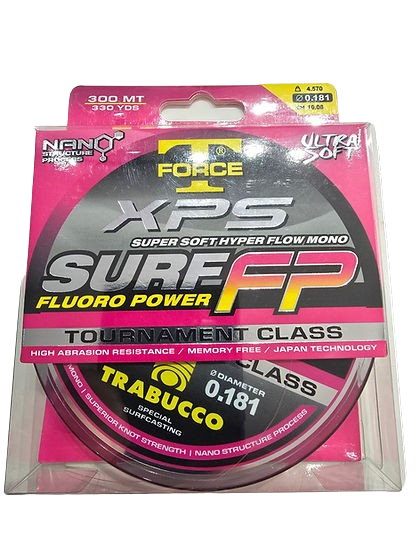 300 MT
330 YDS
4.570
Ø 0.181
NANO
STRUCTURE
PROCESS
T
FORCE®
ULTRA
SOFT
XPS
SUPER SOFT HYPER FLOW MONO
SURF FP
FLUORO POWER
TOURNAMENT CLASS
HIGH ABRASION RESISTANCE / MEMORY FREE / JAPAN TECHNOLOGY
CLASS
TRABUCCO
Ø DIAMETER
0.181
SPECIAL
SURFCASTING
MONO | SUPERIOR KNOT STRENGTH | NANO STRUCTURE PROCESS